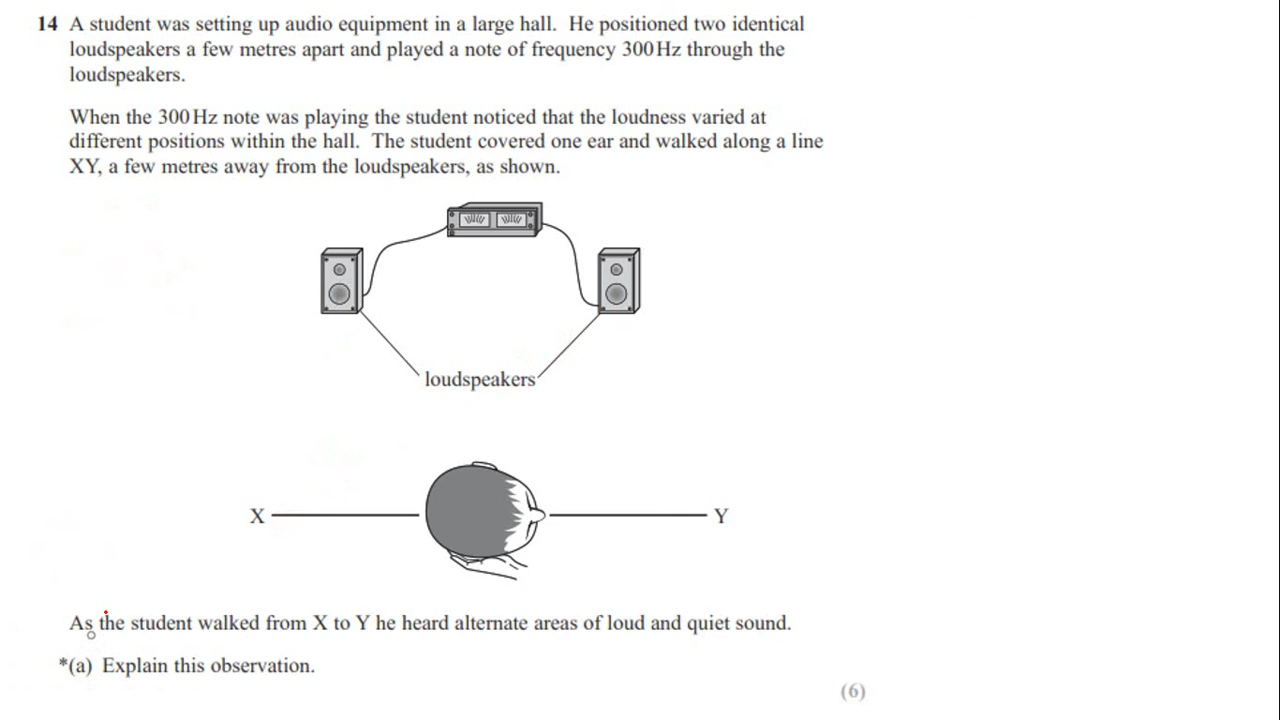 14 A student was setting up audio equipment in a large hall. He positioned two identical
loudspeakers a few metres apart and played a note of frequency 300 Hz through the
loudspeakers.
When the 300 Hz note was playing the student noticed that the loudness varied at
different positions within the hall. The student covered one ear and walked along a line
XY, a few metres away from the loudspeakers, as shown.
loudspeakers
X
Y
As the student walked from X to Y he heard alternate areas of loud and quiet sound.
*(a) Explain this observation.
(6)